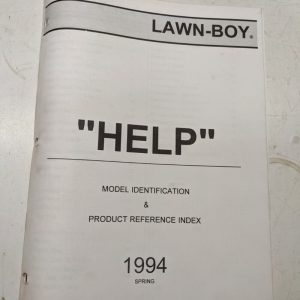 LAWN-BOY®
"HELP"
MODEL IDENTIFICATION
&
PRODUCT REFERENCE INDEX
1994
SPRING